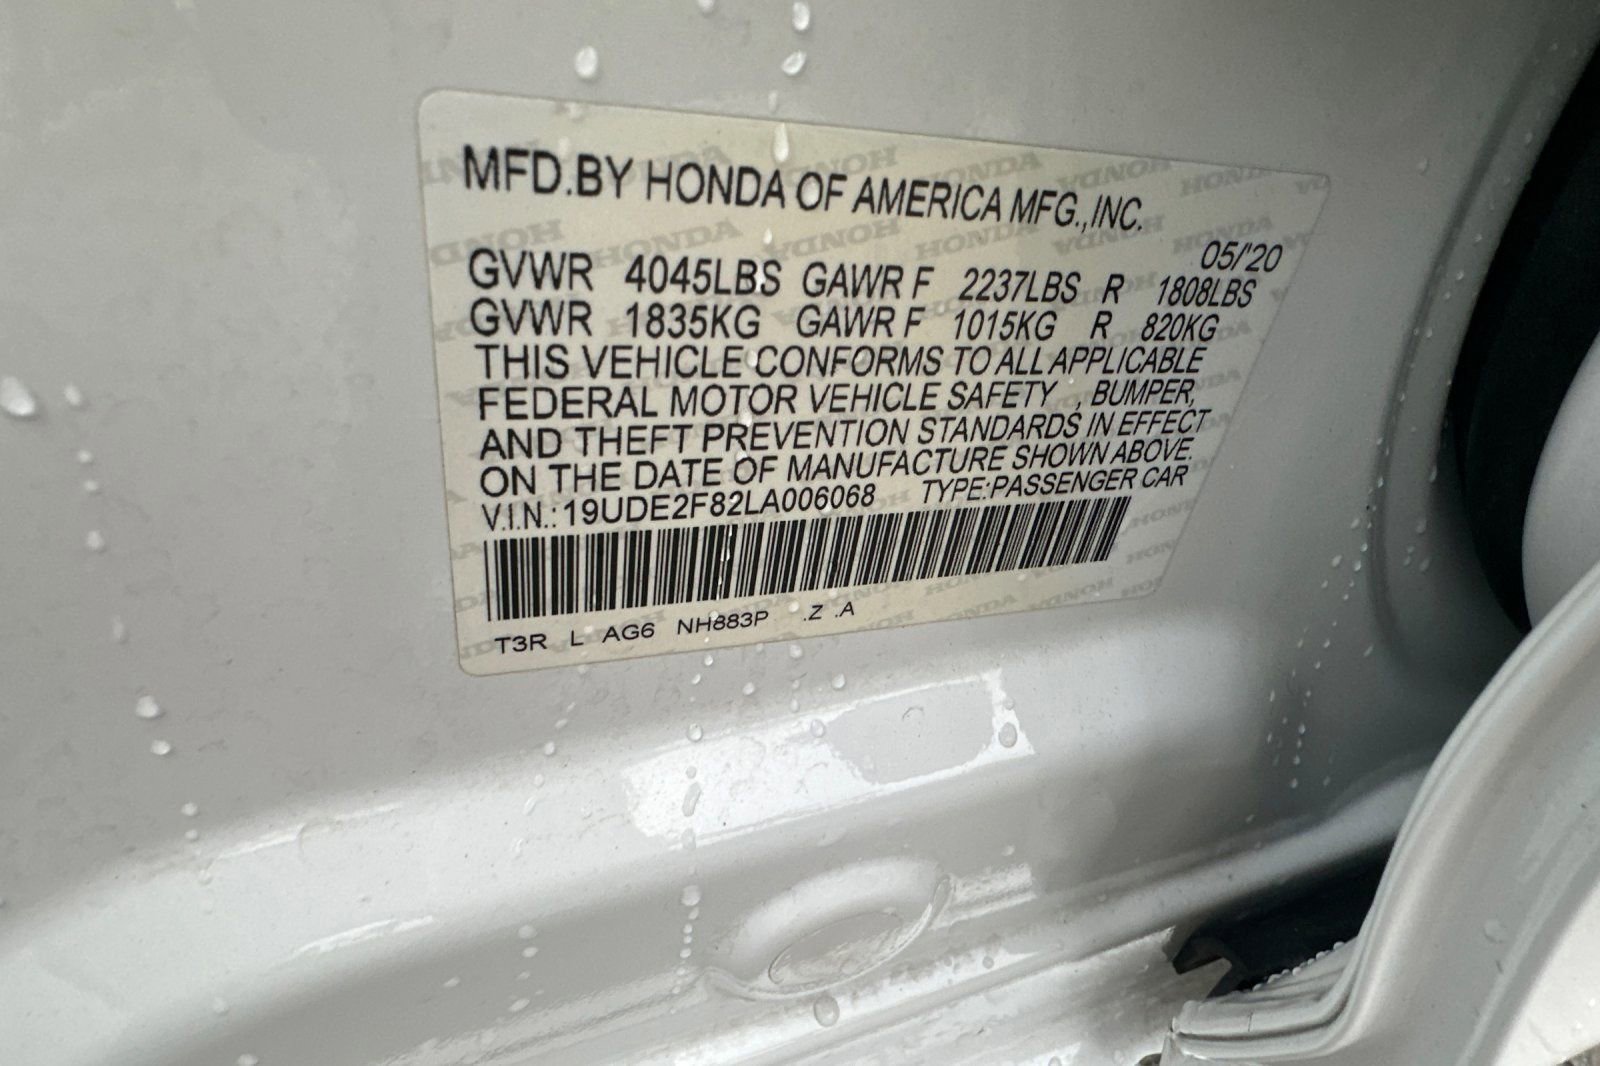 MFD.BY HONDA OF AMERICA MFG.,INC.
05/'20
GVWR 4045LBS GAWR F 2237LBS R 1808LBS
GVWR 1835KG GAWR F 1015KG R 820KG
THIS VEHICLE CONFORMS TO ALL APPLICABLE
FEDERAL MOTOR VEHICLE SAFETY , BUMPER,
AND THEFT PREVENTION STANDARDS IN EFFECT
ON THE DATE OF MANUFACTURE SHOWN ABOVE.
V.I.N.: 19UDE2F82LA006068 TYPE:PASSENGER CAR
T3R L AG6 NH883P .Z .A